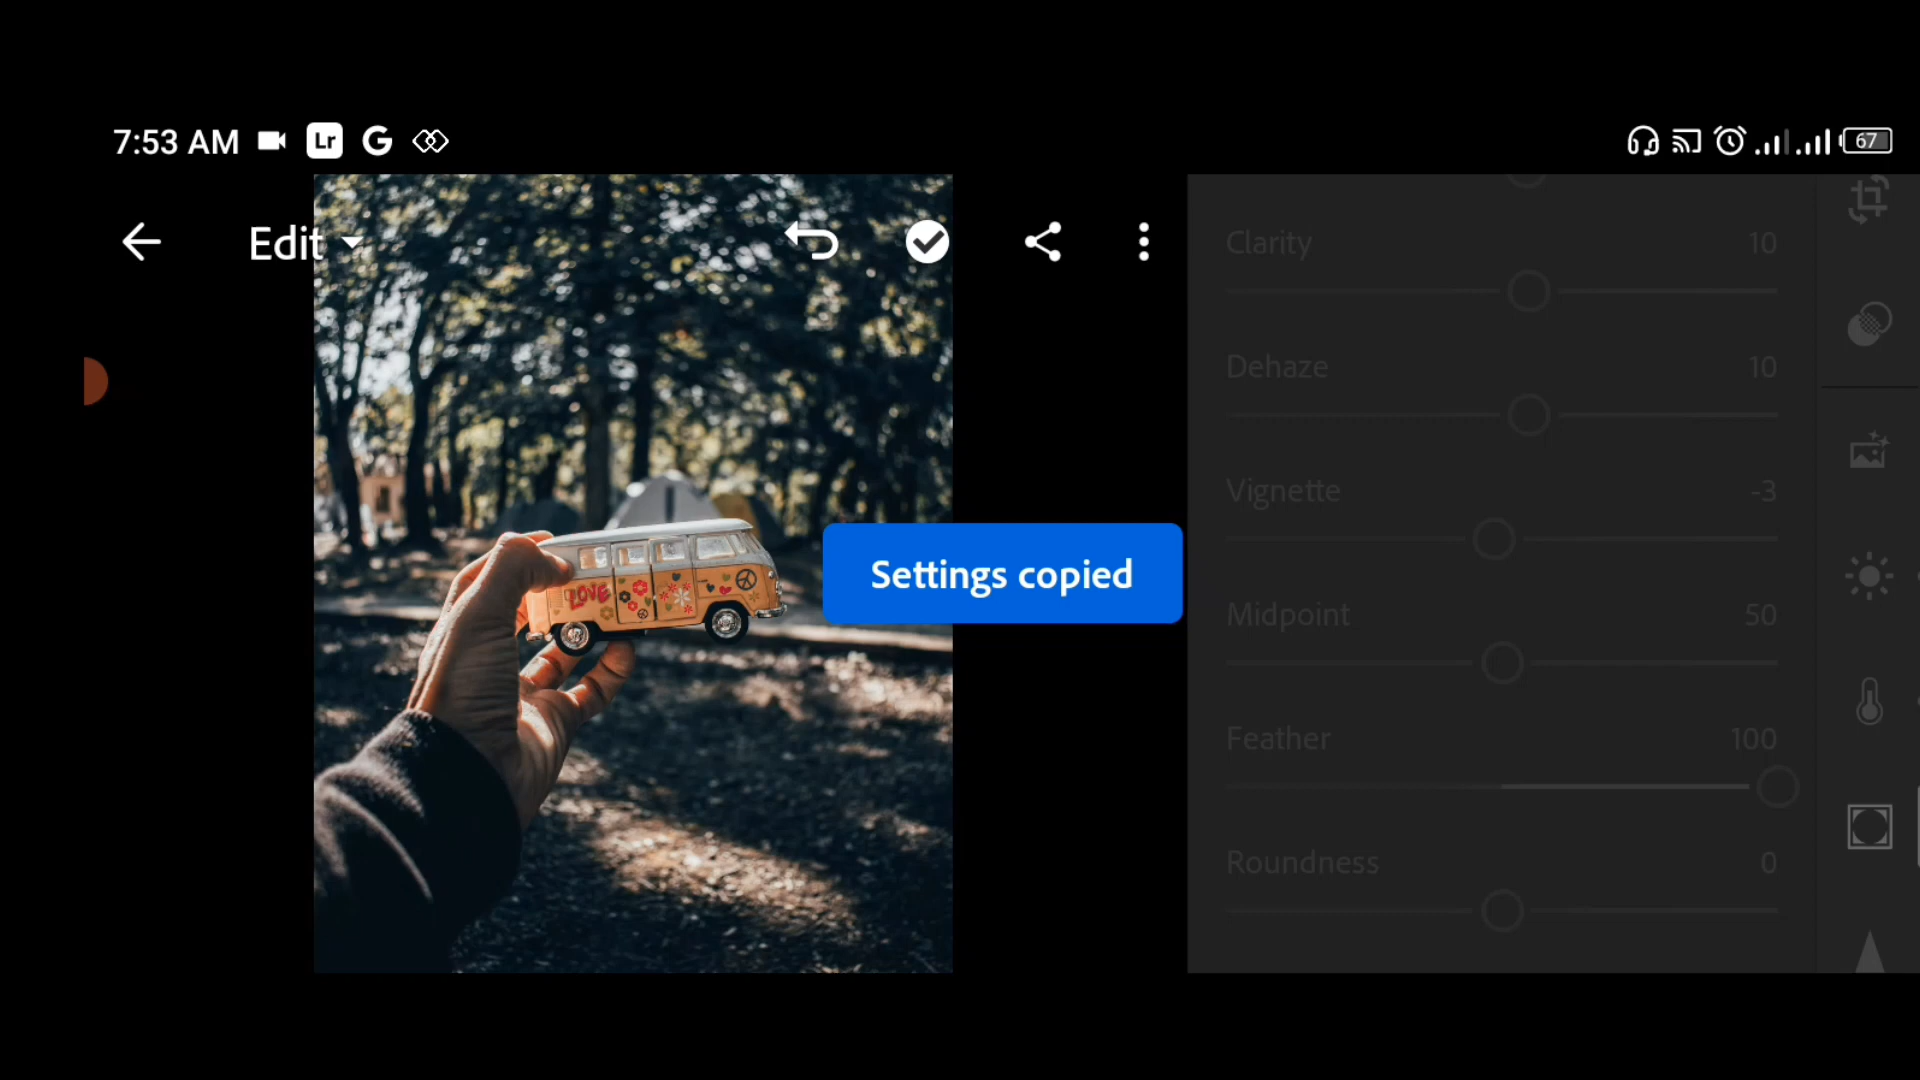 7:53 AM Lr G 67
Edit
Clarity 10
Dehaze 10
Vignette -3
Settings copied
LOVE
Midpoint 50
Feather 100
Roundness 0